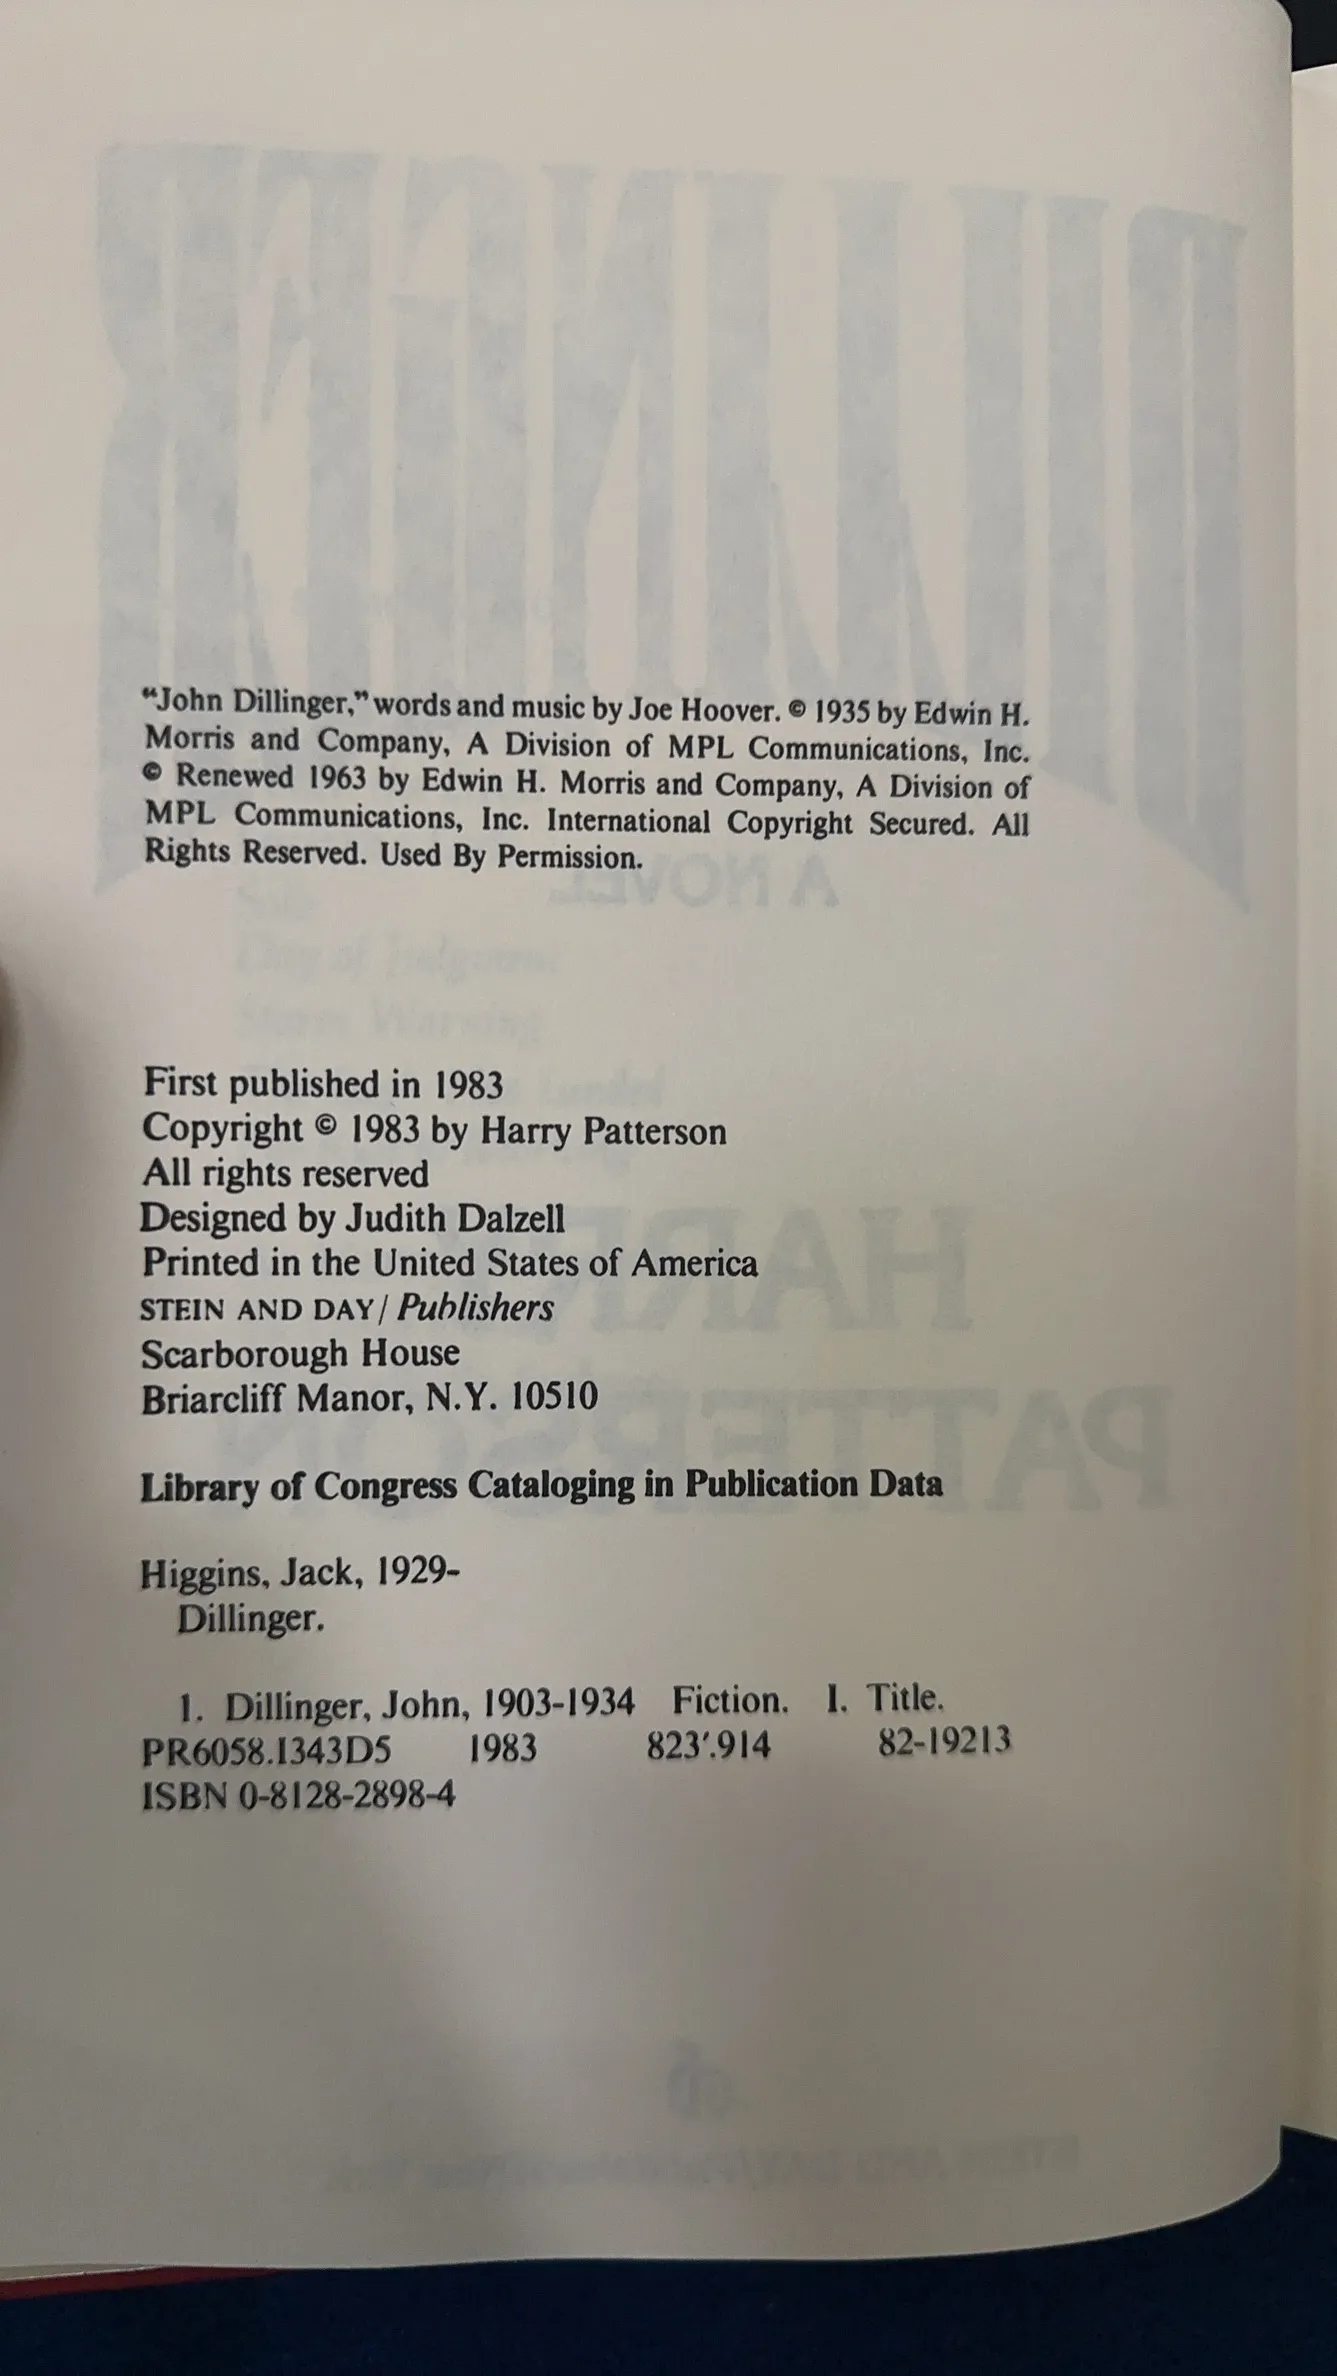 “John Dillinger,” words and music by Joe Hoover. © 1935 by Edwin H.
Morris and Company, A Division of MPL Communications, Inc.
© Renewed 1963 by Edwin H. Morris and Company, A Division of
MPL Communications, Inc. International Copyright Secured. All
Rights Reserved. Used By Permission.
First published in 1983
Copyright © 1983 by Harry Patterson
All rights reserved
Designed by Judith Dalzell
Printed in the United States of America
STEIN AND DAY/Publishers
Scarborough House
Briarcliff Manor, N.Y. 10510
Library of Congress Cataloging in Publication Data
Higgins, Jack, 1929-
Dillinger.
1. Dillinger, John, 1903-1934 Fiction. I. Title.
PR6058.I343D5 1983 823′.914 82-19213
ISBN 0-8128-2898-4